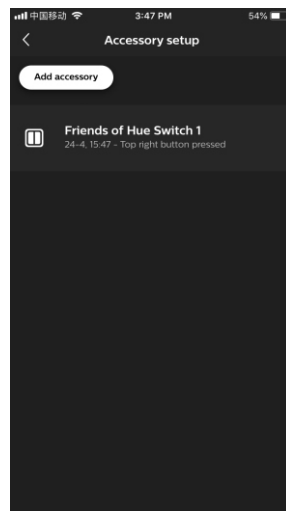 中国移动 3:47 PM 54%
Accessory setup
Add accessory
Friends of Hue Switch 1
24-4, 15:47 - Top right button pressed